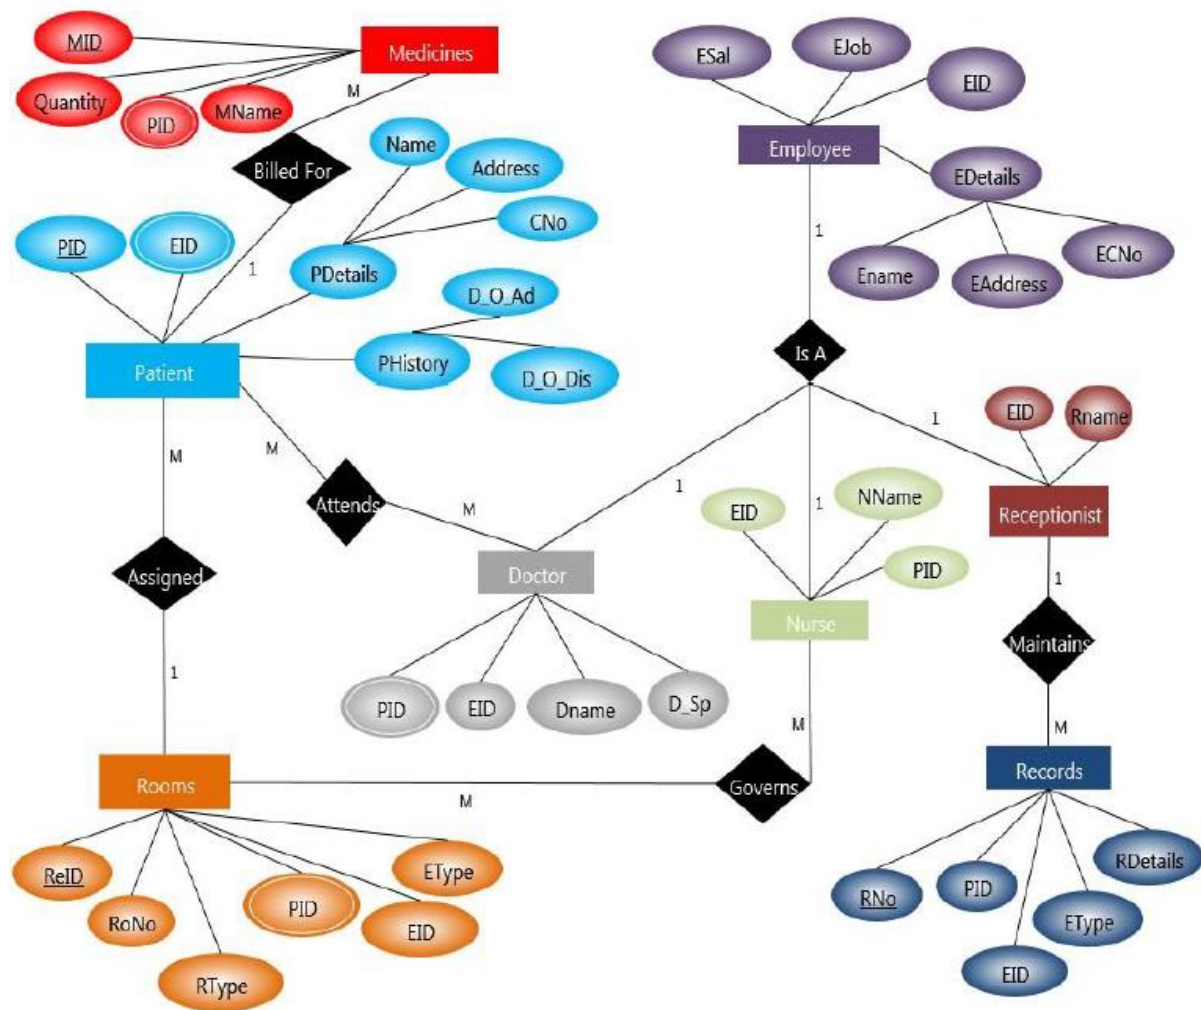 MID
Medicines
Quantity
PID
MName
M
Billed For
1
Name
Address
CNo
PDetails
PID
EID
Patient
PHistory
D_O_Ad
D_O_Dis
ESal
EJob
EID
Employee
EDetails
Ename
EAddress
ECNo
1
Is A
M
M
Attends
M
1
1
1
EID
Rname
Receptionist
EID
NName
PID
Nurse
Assigned
Doctor
PID
EID
Dname
D_Sp
1
Maintains
M
1
M
Governs
M
Rooms
Records
ReID
RoNo
RType
PID
EID
EType
RNo
PID
EID
EType
RDetails